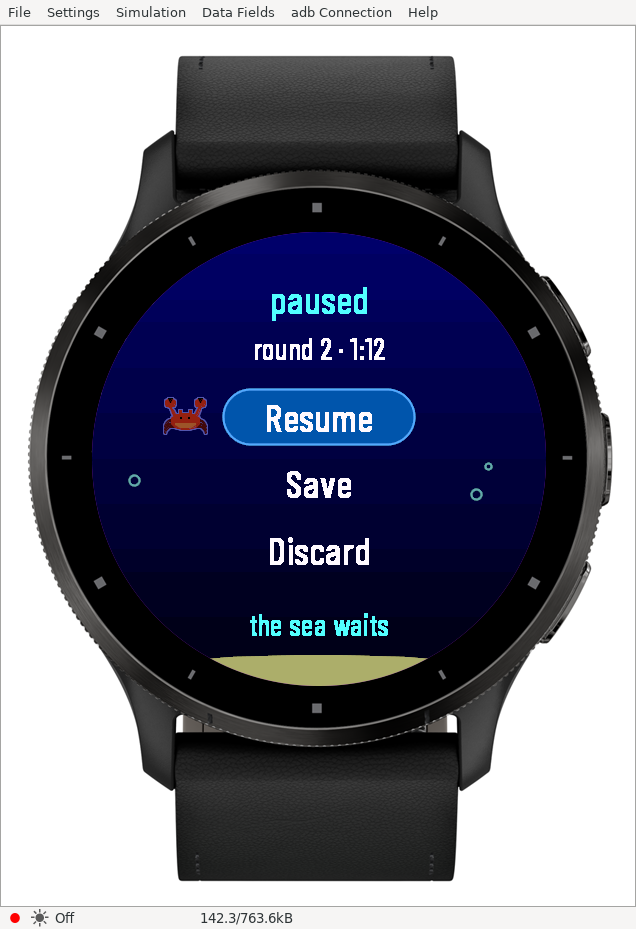 File Settings Simulation Data Fields adb Connection Help
paused
round 2 · 1:12
Resume
Save
Discard
the sea waits
Off 142.3/763.6kB